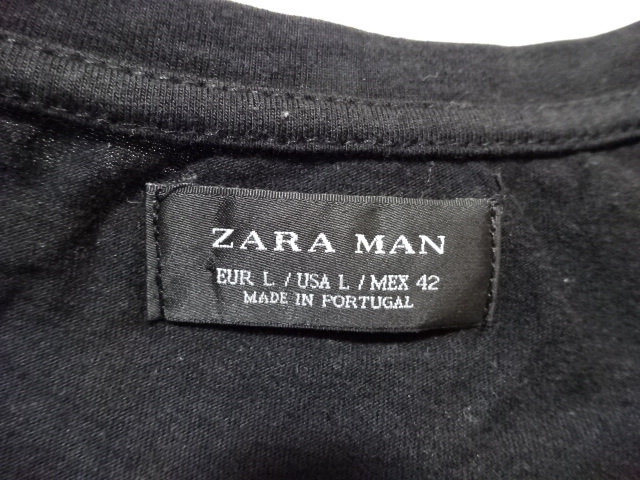 ZARA MAN
EUR L / USA L / MEX 42
MADE IN PORTUGAL